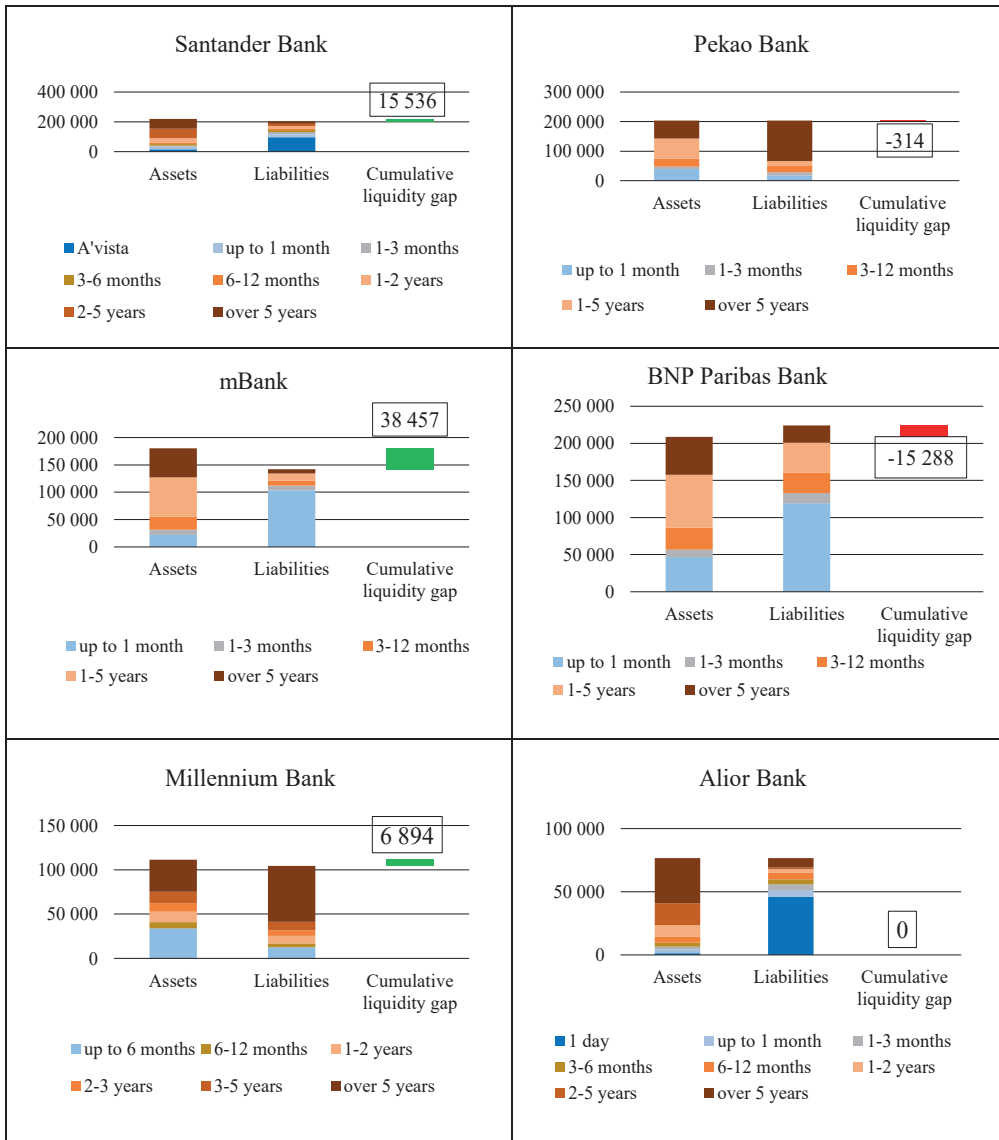 Santander Bank
400 000
200 000
0
15 536
Assets
Liabilities
Cumulative
liquidity gap
A'vista
up to 1 month
1-3 months
3-6 months
6-12 months
1-2 years
2-5 years
over 5 years
Pekao Bank
300 000
200 000
100 000
0
-314
Assets
Liabilities
Cumulative
liquidity gap
up to 1 month
1-3 months
3-12 months
1-5 years
over 5 years
mBank
200 000
150 000
100 000
50 000
0
38 457
Assets
Liabilities
Cumulative
liquidity gap
up to 1 month
1-3 months
3-12 months
1-5 years
over 5 years
BNP Paribas Bank
250 000
200 000
150 000
100 000
50 000
0
-15 288
Assets
Liabilities
Cumulative
liquidity gap
up to 1 month
1-3 months
3-12 months
1-5 years
over 5 years
Millennium Bank
150 000
100 000
50 000
0
6 894
Assets
Liabilities
Cumulative
liquidity gap
up to 6 months
6-12 months
1-2 years
2-3 years
3-5 years
over 5 years
Alior Bank
100 000
50 000
0
0
Assets
Liabilities
Cumulative
liquidity gap
1 day
up to 1 month
1-3 months
3-6 months
6-12 months
1-2 years
2-5 years
over 5 years